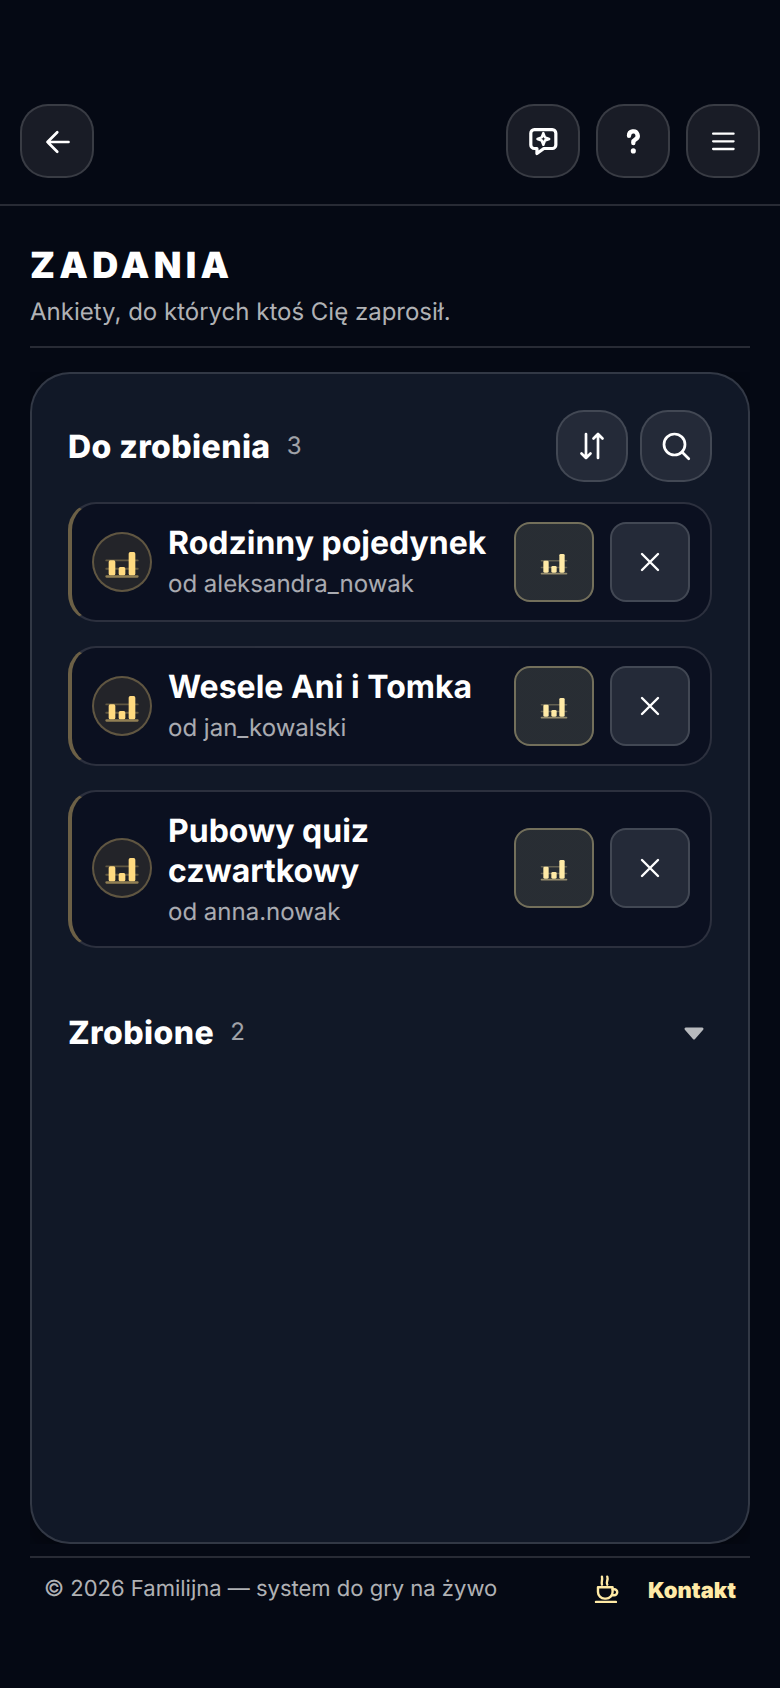 ZADANIA
Ankiety, do których ktoś Cię zaprosił.
Do zrobienia 3
Rodzinny pojedynek
od aleksandra_nowak
Wesele Ani i Tomka
od jan_kowalski
Pubowy quiz
czwartkowy
od anna.nowak
Zrobione 2
© 2026 Familijna — system do gry na żywo Kontakt